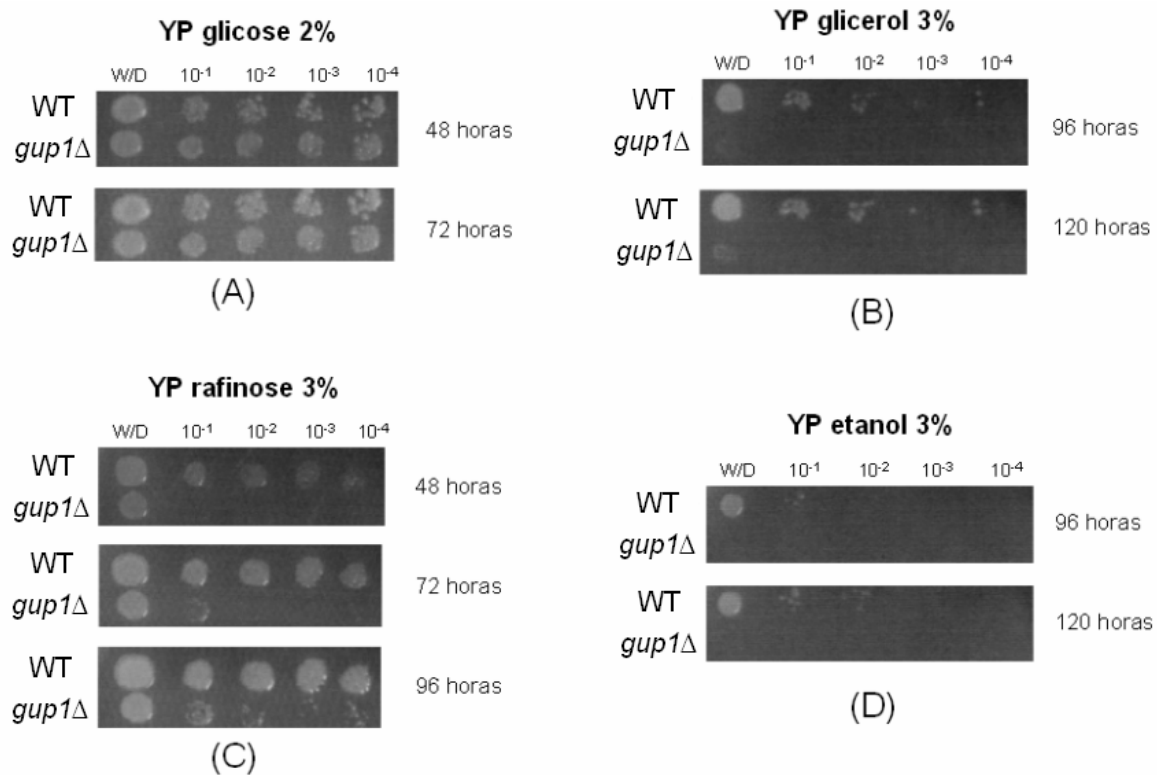 YP glicose 2%
W/D 10⁻¹ 10⁻² 10⁻³ 10⁻⁴
WT
gup1Δ
48 horas
WT
gup1Δ
72 horas
(A)
YP glicerol 3%
W/D 10⁻¹ 10⁻² 10⁻³ 10⁻⁴
WT
gup1Δ
96 horas
WT
gup1Δ
120 horas
(B)
YP rafinose 3%
W/D 10⁻¹ 10⁻² 10⁻³ 10⁻⁴
WT
gup1Δ
48 horas
WT
gup1Δ
72 horas
WT
gup1Δ
96 horas
(C)
YP etanol 3%
W/D 10⁻¹ 10⁻² 10⁻³ 10⁻⁴
WT
gup1Δ
96 horas
WT
gup1Δ
120 horas
(D)